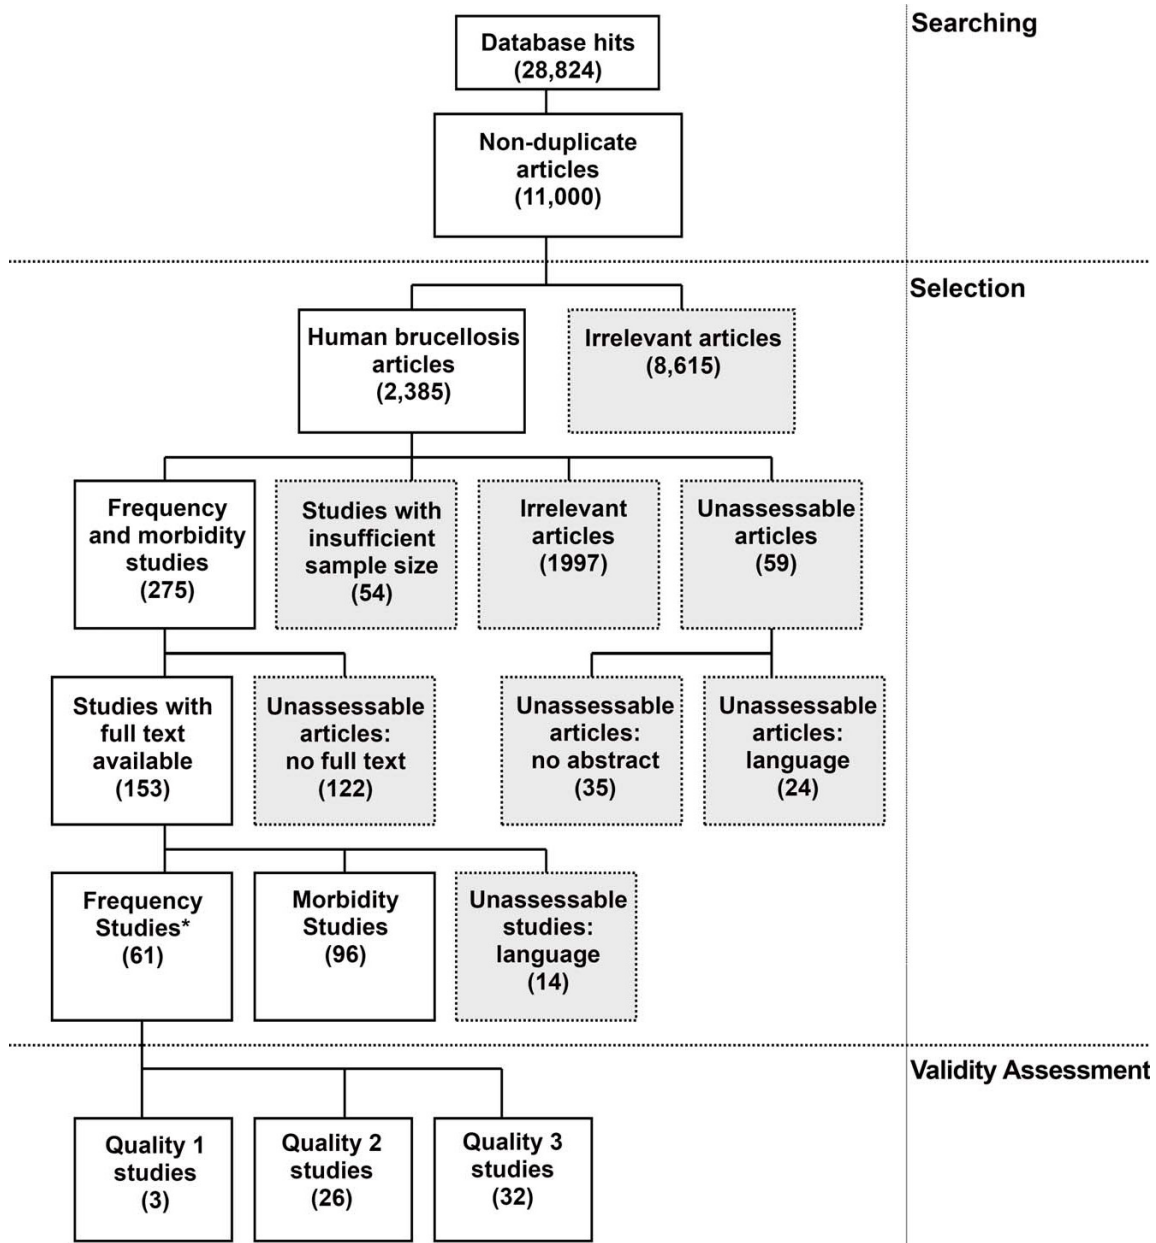 Searching
Database hits
(28,824)
Non-duplicate
articles
(11,000)
Selection
Human brucellosis
articles
(2,385)
Irrelevant articles
(8,615)
Frequency
and morbidity
studies
(275)
Studies with
insufficient
sample size
(54)
Irrelevant
articles
(1997)
Unassessable
articles
(59)
Studies with
full text
available
(153)
Unassessable
articles:
no full text
(122)
Unassessable
articles:
no abstract
(35)
Unassessable
articles:
language
(24)
Frequency
Studies*
(61)
Morbidity
Studies
(96)
Unassessable
studies:
language
(14)
Validity Assessment
Quality 1
studies
(3)
Quality 2
studies
(26)
Quality 3
studies
(32)